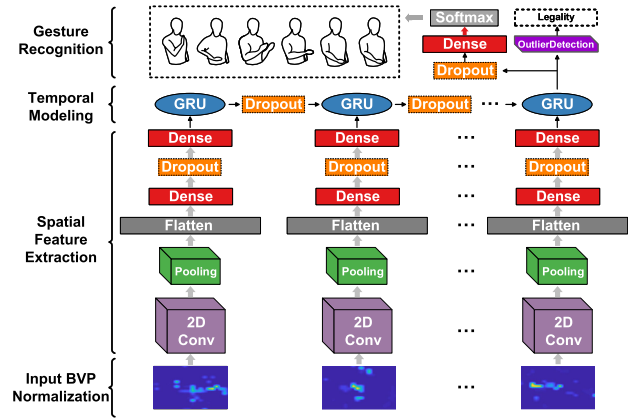 Gesture
Recognition
Softmax
Legality
Dense
OutlierDetection
Dropout
Temporal
Modeling
GRU
Dropout
GRU
Dropout
...
GRU
Spatial
Feature
Extraction
Dense
Dense
...
Dense
Dropout
Dropout
...
Dropout
Dense
Dense
...
Dense
Flatten
Flatten
...
Flatten
Pooling
Pooling
...
Pooling
2D
Conv
2D
Conv
...
2D
Conv
Input BVP
Normalization
...